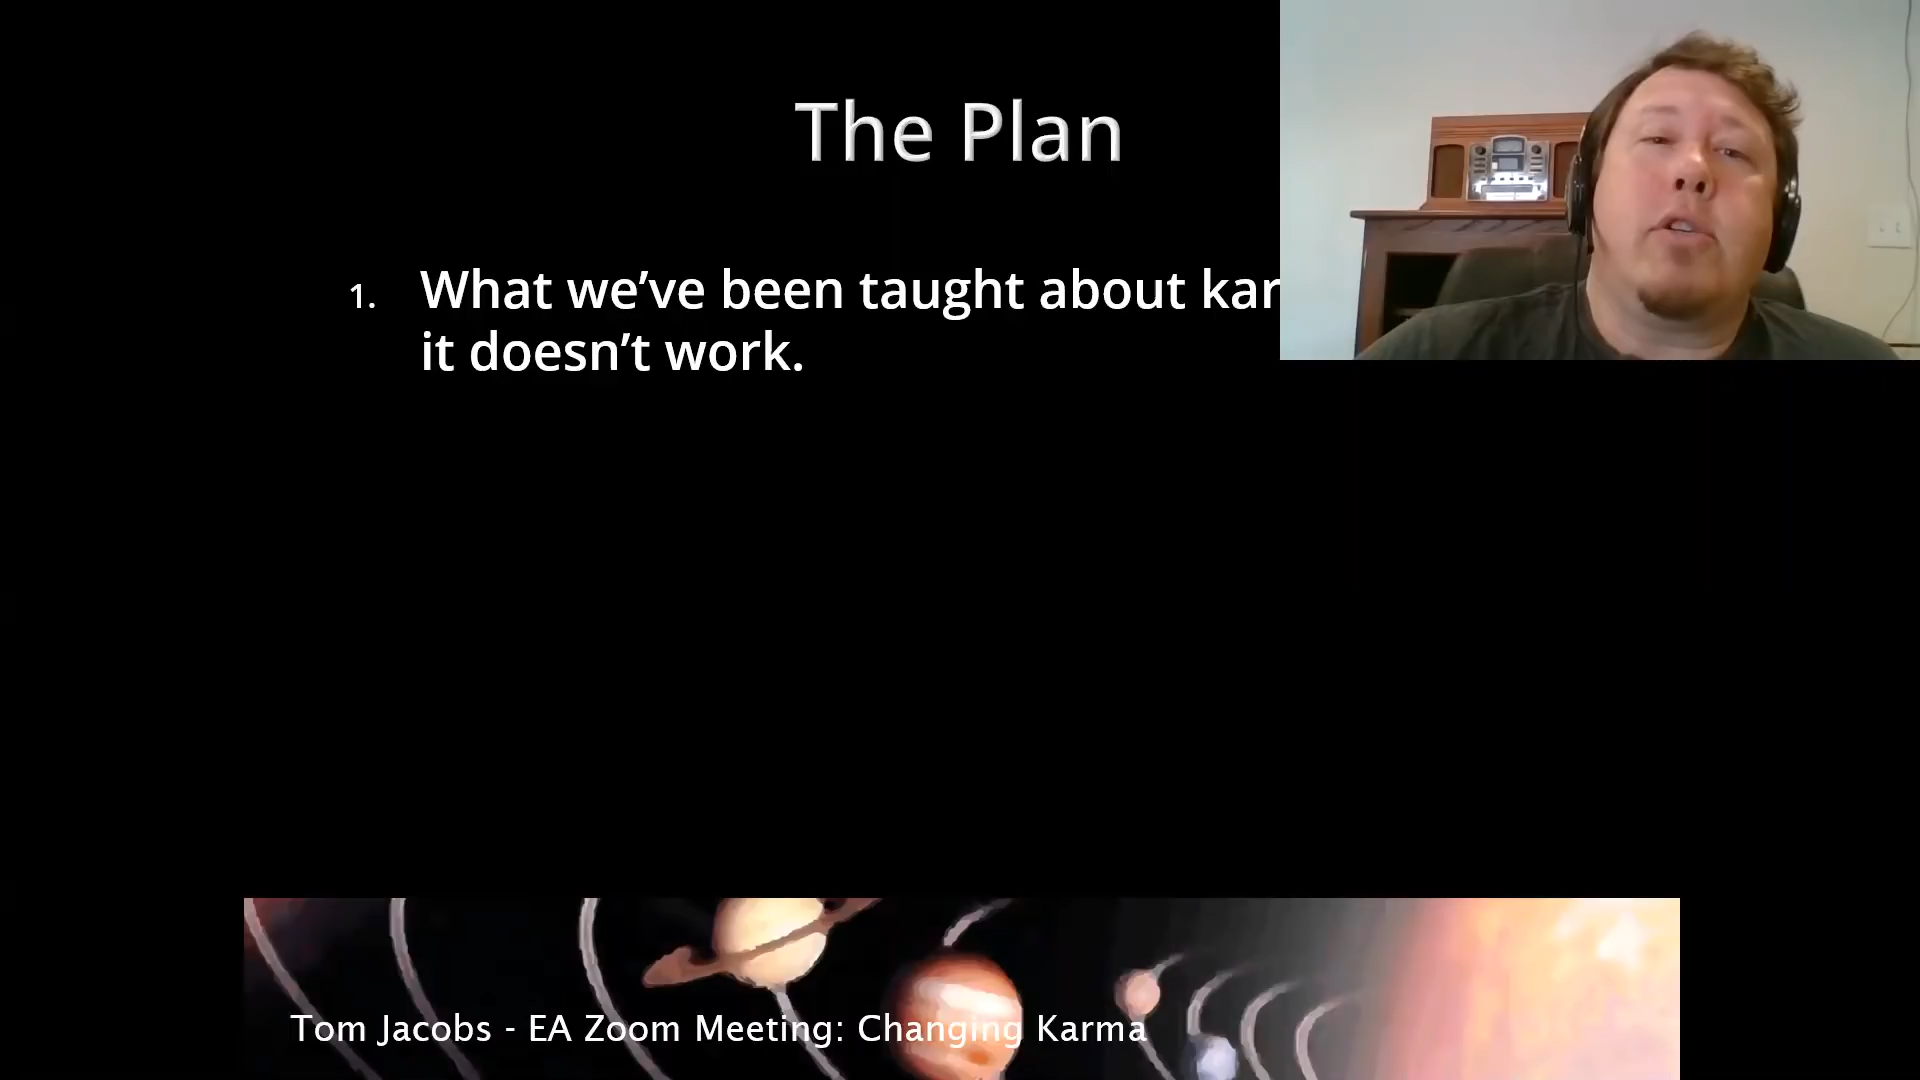 The Plan
1. What we’ve been taught about kar
it doesn’t work.
Tom Jacobs - EA Zoom Meeting: Changing Karma